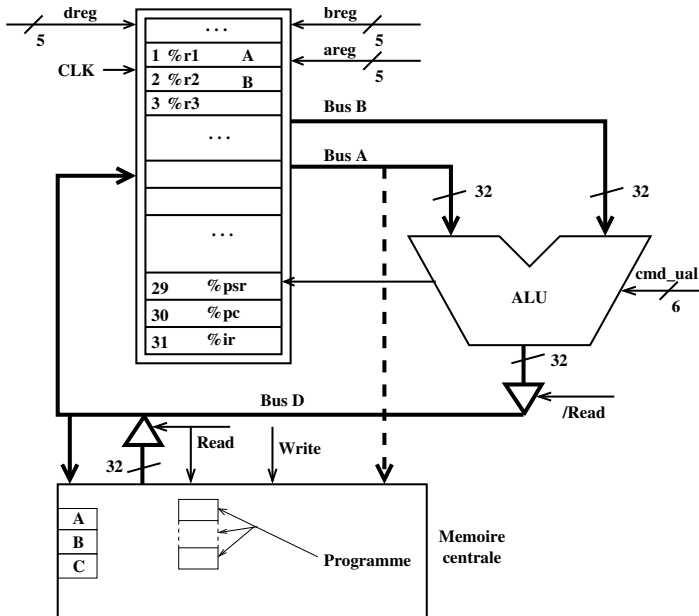 dreg
5
CLK
...
1 %r1 A
2 %r2 B
3 %r3
...
...
29 %psr
30 %pc
31 %ir
breg
5
areg
5
Bus B
Bus A
32
32
ALU
cmd_ual
6
32
/Read
Bus D
Read
Write
32
A
B
C
Programme
Memoire
centrale